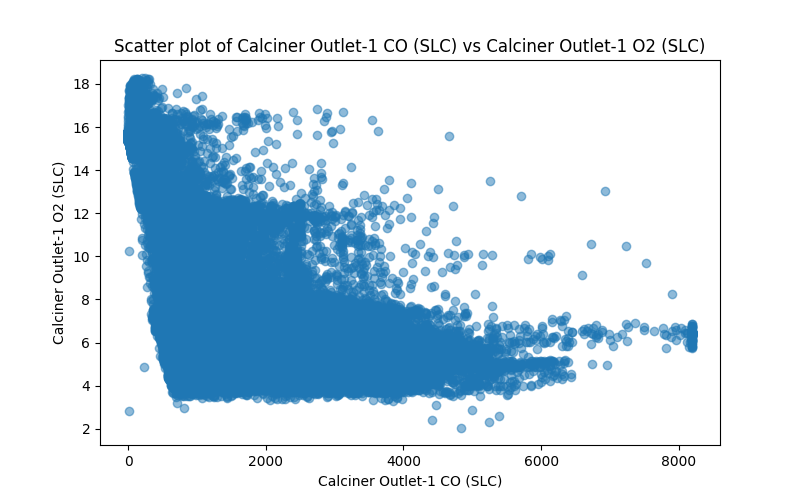 Scatter plot of Calciner Outlet-1 CO (SLC) vs Calciner Outlet-1 O2 (SLC)
18
16
14
12
10
8
6
4
2
Calciner Outlet-1 O2 (SLC)
0 2000 4000 6000 8000
Calciner Outlet-1 CO (SLC)